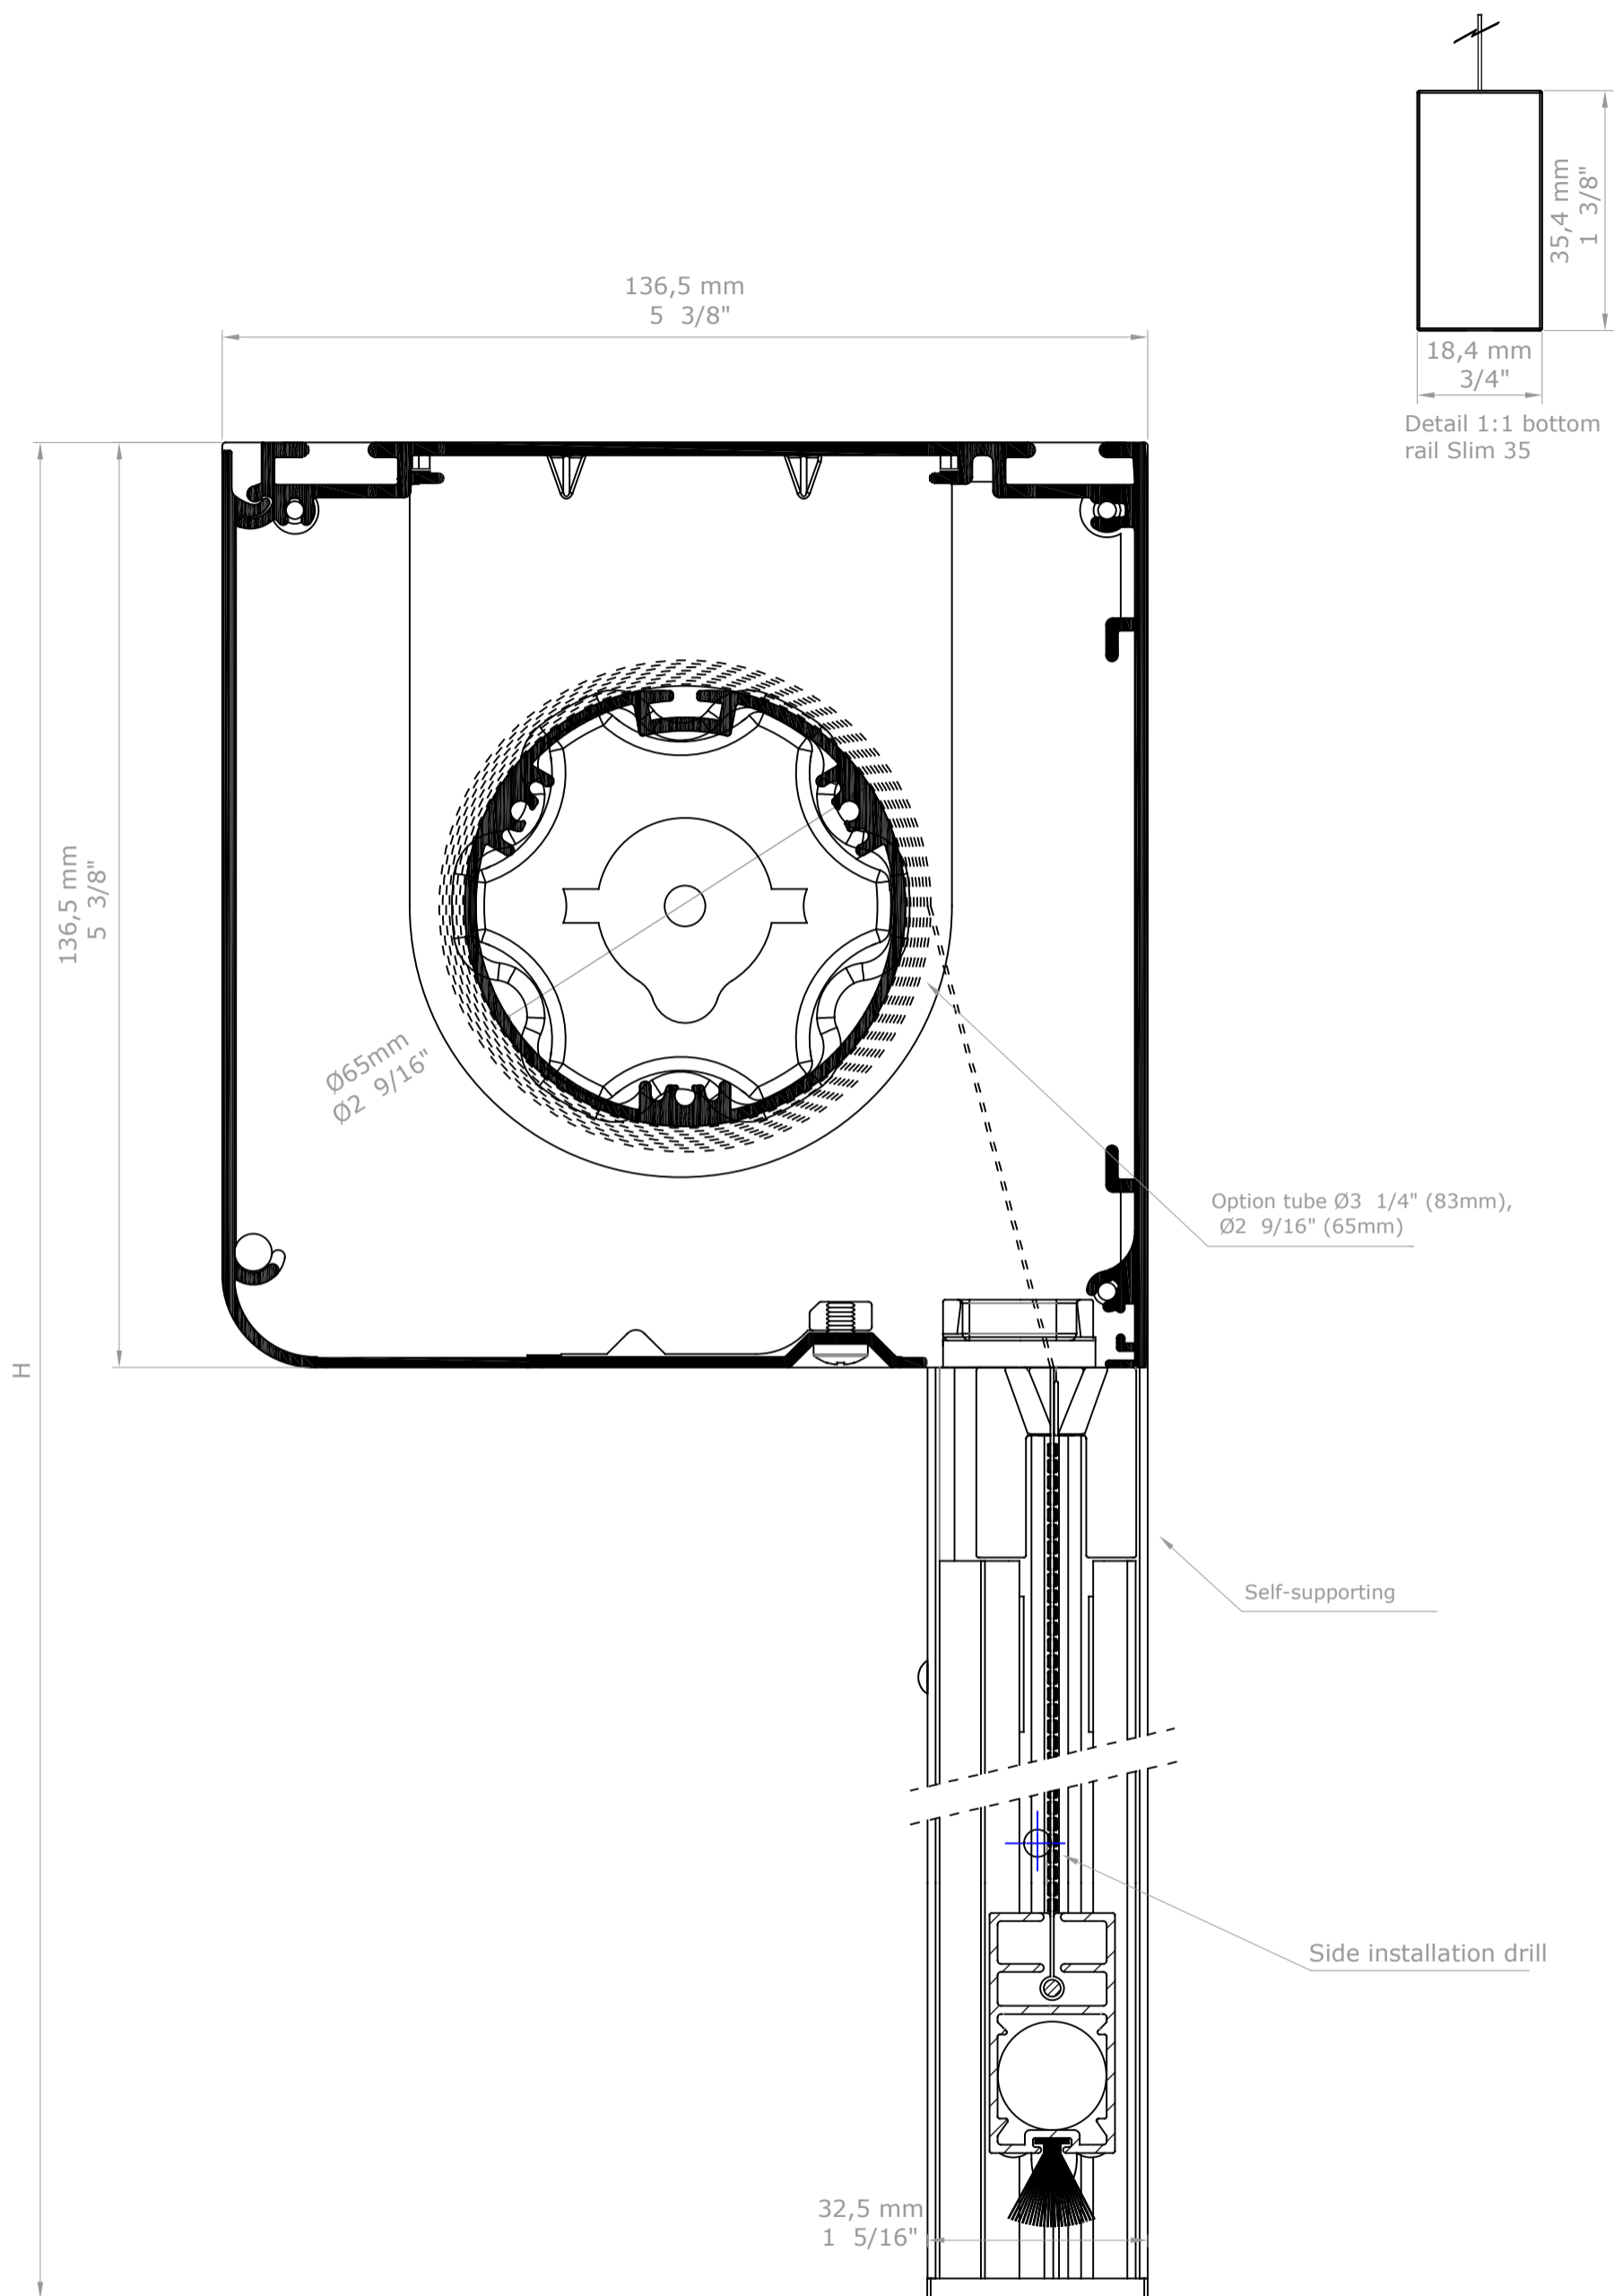 35,4 mm
1 3/8"
18,4 mm
3/4"
Detail 1:1 bottom
rail Slim 35
136,5 mm
5 3/8"
136,5 mm
5 3/8"
Ø65mm
Ø2 9/16"
Option tube Ø3 1/4" (83mm),
Ø2 9/16" (65mm)
H
Self-supporting
Side installation drill
32,5 mm
1 5/16"